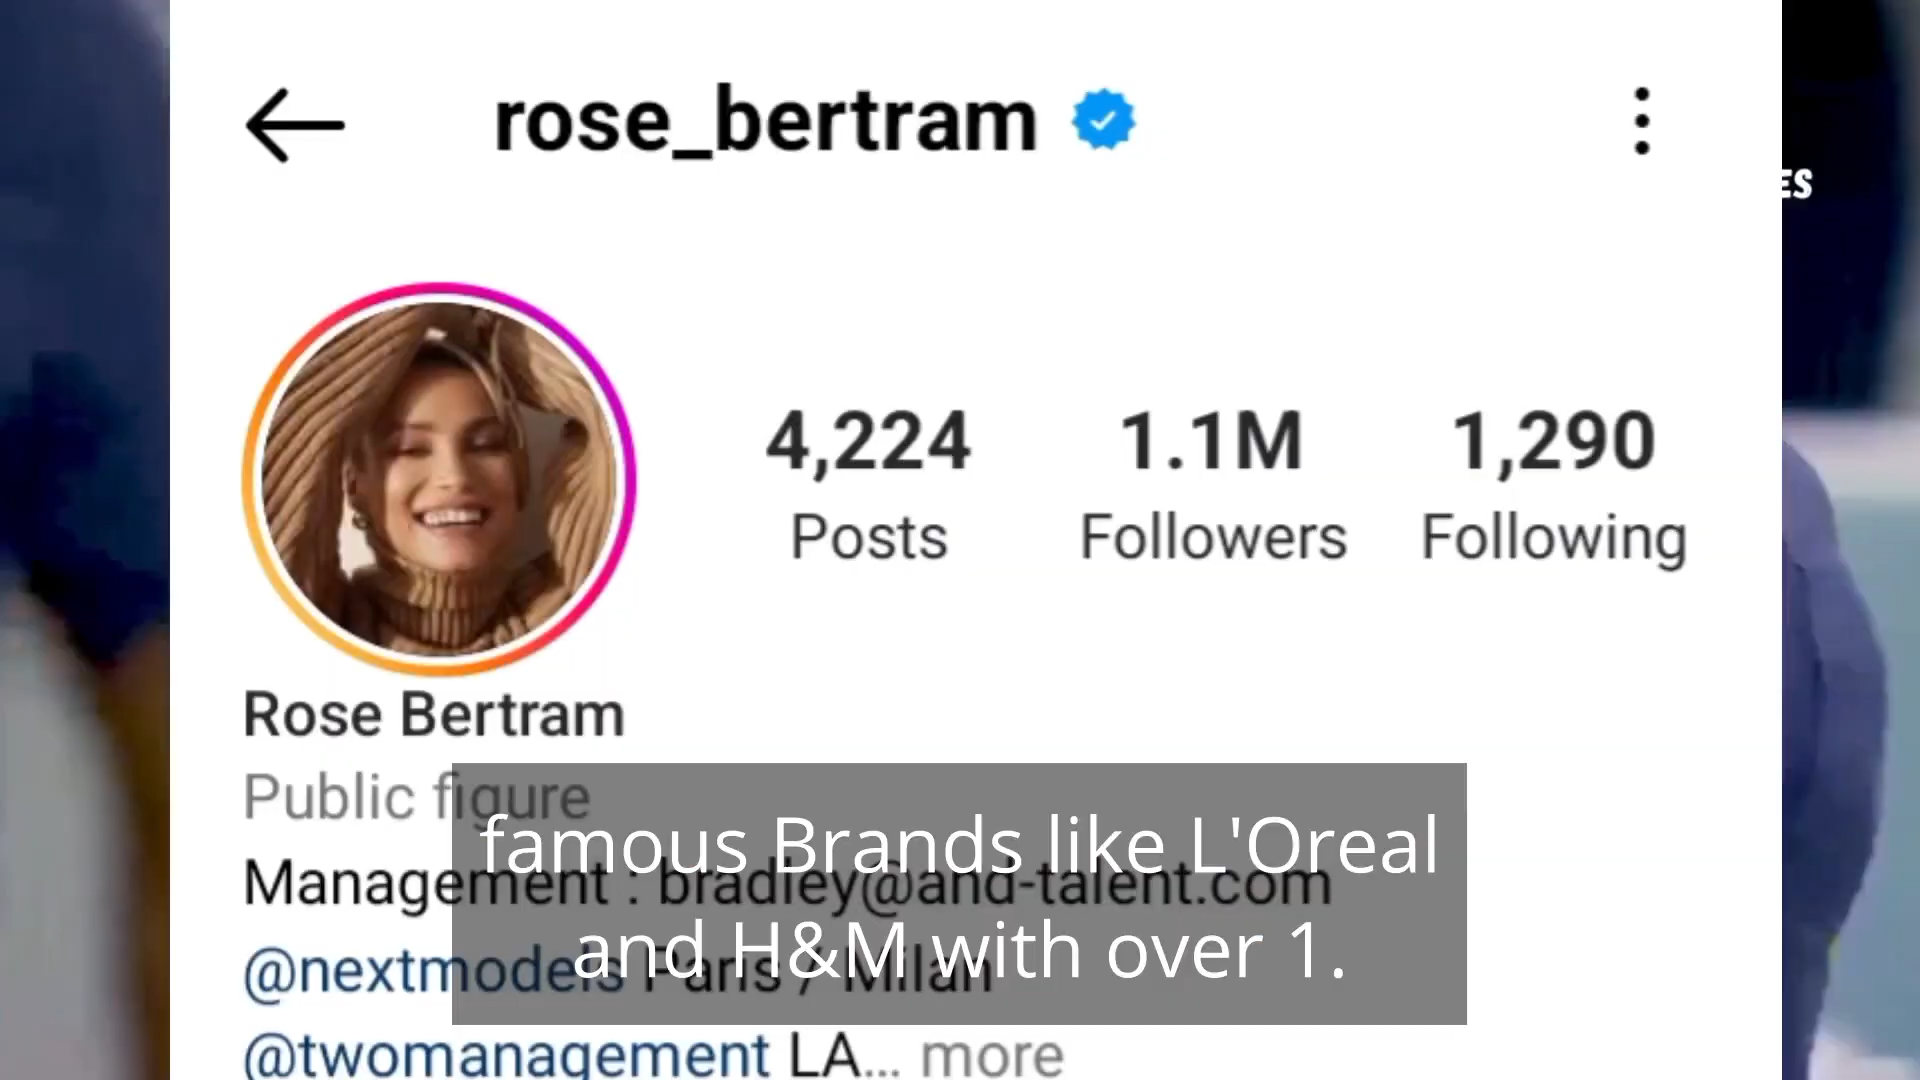 rose_bertram
ES
4,224 1.1M 1,290
Posts Followers Following
Rose Bertram
Public figure
Management : bradley@and-talent.com
famous Brands like L'Oreal
and H&M with over 1.
@nextmodels Paris / Milan
@twomanagement LA... more